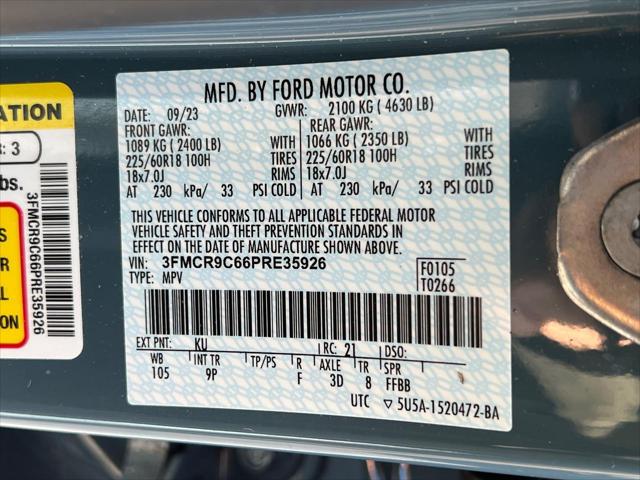 MFD. BY FORD MOTOR CO.
DATE: 09/23 GVWR: 2100 KG ( 4630 LB)
FRONT GAWR: REAR GAWR:
1089 KG ( 2400 LB) WITH 1066 KG ( 2350 LB) WITH
225/60R18 100H TIRES 225/60R18 100H TIRES
18x7.0J RIMS 18x7.0J RIMS
AT 230 kPa/ 33 PSI COLD AT 230 kPa/ 33 PSI COLD
THIS VEHICLE CONFORMS TO ALL APPLICABLE FEDERAL MOTOR
VEHICLE SAFETY AND THEFT PREVENTION STANDARDS IN
EFFECT ON THE DATE OF MANUFACTURE SHOWN ABOVE.
VIN: 3FMCR9C66PRE35926 F0105
TYPE: MPV T0266
EXT PNT: KU RC: 21 DSO:
WB INT TR TP/PS R AXLE TR SPR
105 9P F 3D 8 FFBB
UTC ▽ 5U5A-1520472-BA
ATION
R: 3
bs.
3FMCR9C66PRE35926
S
R
AL
ION